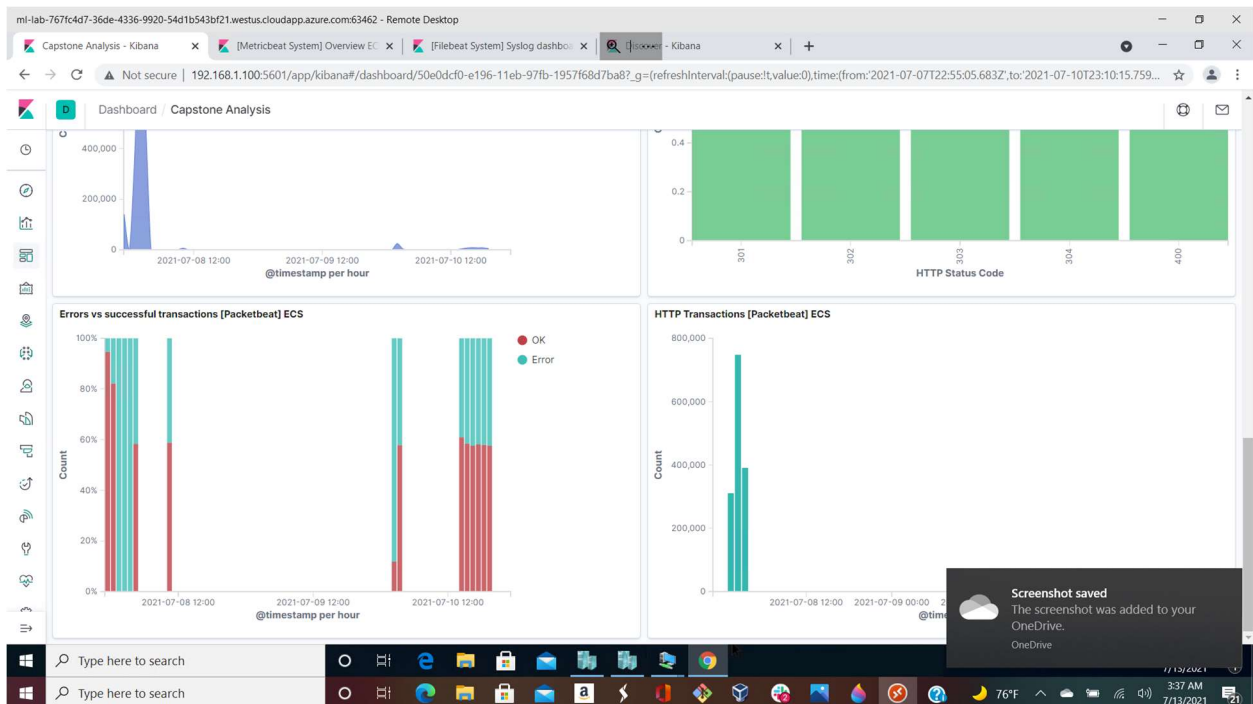 ml-lab-767fc4d7-36de-4336-9920-54d1b543bf21.westus.cloudapp.azure.com:63462 - Remote Desktop
Capstone Analysis - Kibana
[Metricbeat System] Overview EC
[Filebeat System] Syslog dashboa
Discover - Kibana
Not secure
192.168.1.100:5601/app/kibana#/dashboard/50e0dcf0-e196-11eb-97fb-1957f68d7ba8?_g=(refreshInterval:(pause:!t,value:0),time:(from:'2021-07-07T22:55:05.683Z',to:'2021-07-10T23:10:15.759...
D
Dashboard / Capstone Analysis
400,000
200,000
0
2021-07-08 12:00
2021-07-09 12:00
2021-07-10 12:00
@timestamp per hour
0.4
0.2
0
301
302
303
304
400
HTTP Status Code
Errors vs successful transactions [Packetbeat] ECS
100%
80%
60%
40%
20%
0%
Count
OK
Error
2021-07-08 12:00
2021-07-09 12:00
2021-07-10 12:00
@timestamp per hour
HTTP Transactions [Packetbeat] ECS
800,000
600,000
400,000
200,000
0
Count
2021-07-08 12:00
2021-07-09 00:00
@time
Screenshot saved
The screenshot was added to your
OneDrive.
OneDrive
Type here to search
7/13/2021
Type here to search
76°F
3:37 AM
7/13/2021
21